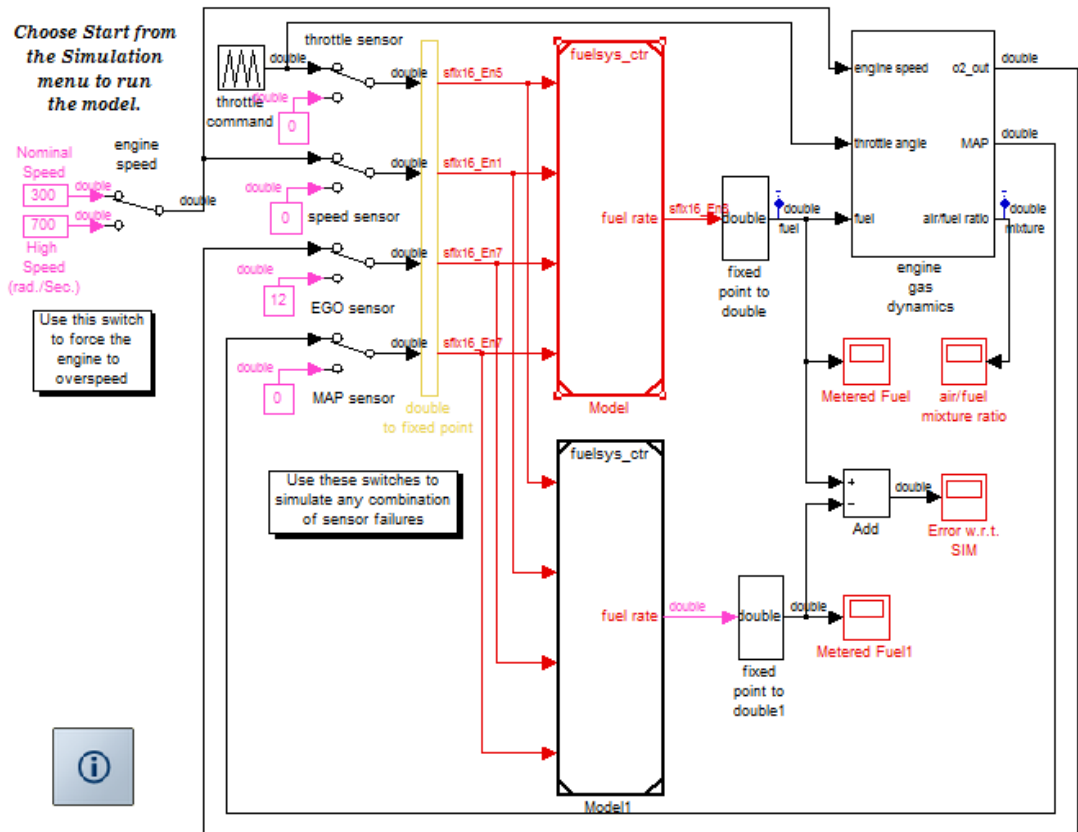 Choose Start from
the Simulation
menu to run
the model.
throttle sensor
double
double
sflx16_En5
throttle
command
double
0
engine
speed
Nominal
Speed
double
300
double
700
High
Speed
(rad./Sec.)
double
double
sflx16_En1
double
0
speed sensor
double
sflx16_En7
double
12
EGO sensor
double
sflx16_En7
double
0
MAP sensor
double
to fixed point
Use this switch
to force the
engine to
overspeed
Use these switches to
simulate any combination
of sensor failures
fuelsys_ctr
fuel rate
Model
sflx16_En8
double
double
fuel
fixed
point to
double
engine speed
o2_out
double
throttle angle
MAP
double
fuel
air/fuel ratio
double
mixture
engine
gas
dynamics
Metered Fuel
air/fuel
mixture ratio
fuelsys_ctr
fuel rate
Model1
double
double
double
fixed
point to
double1
+
−
Add
double
Error w.r.t.
SIM
Metered Fuel1
i